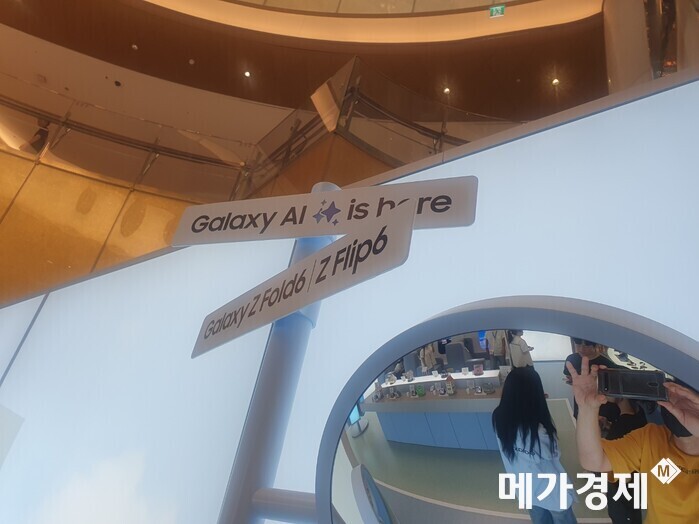 Galaxy AI is here
Galaxy Z Fold6 | Z Flip6
메가경제
M